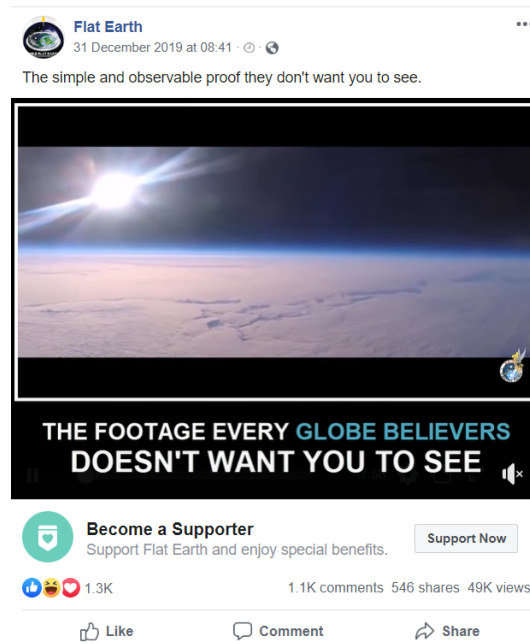 Flat Earth
31 December 2019 at 08:41
The simple and observable proof they don't want you to see.
THE FOOTAGE EVERY GLOBE BELIEVERS
DOESN'T WANT YOU TO SEE
Become a Supporter
Support Flat Earth and enjoy special benefits.
Support Now
1.3K
1.1K comments 546 shares 49K views
Like
Comment
Share